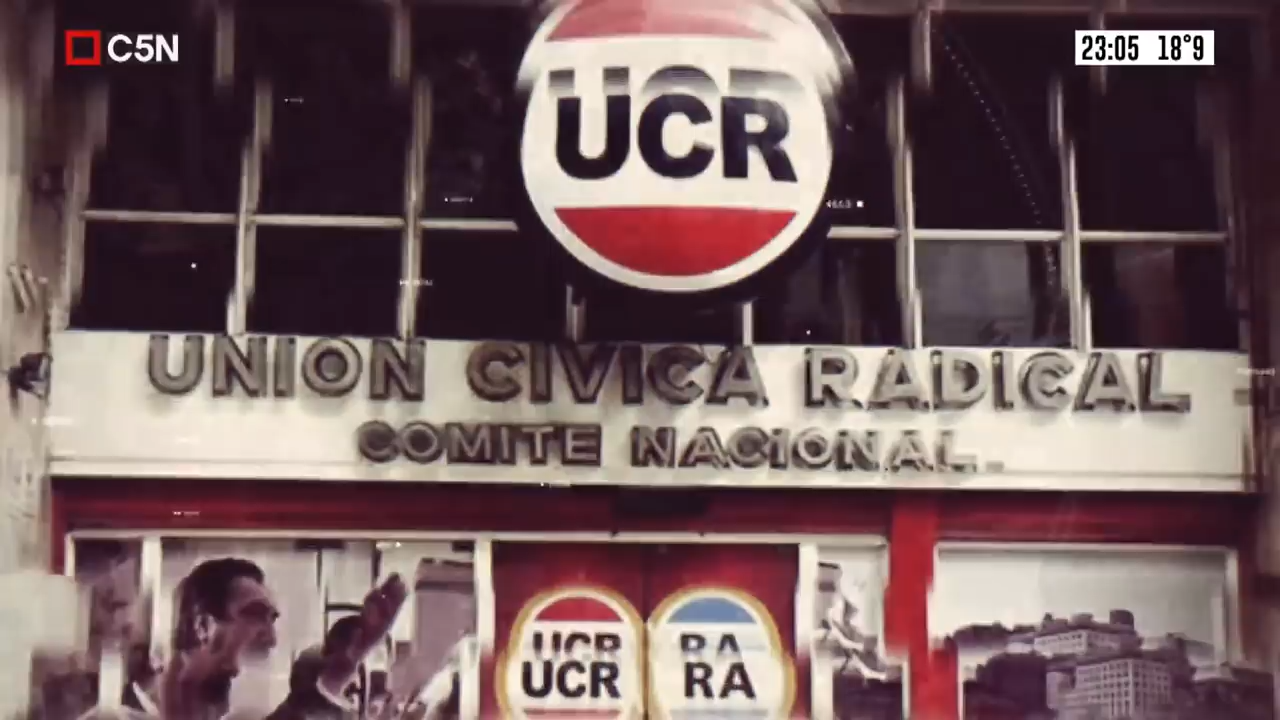 C5N
23:05 18°9
UCR
UNION CIVICA RADICAL
COMITE NACIONAL
UCR
UCR
RA
RA